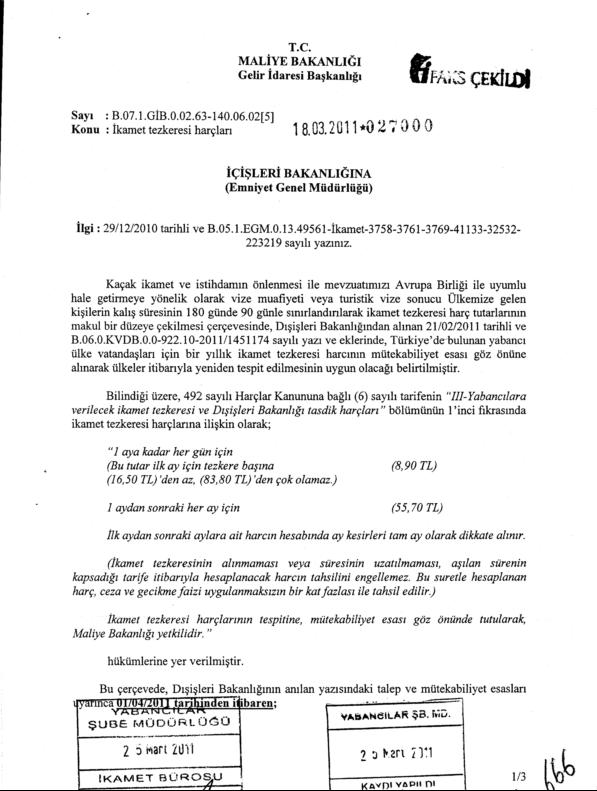 T.C.
MALİYE BAKANLIĞI
Gelir İdaresi Başkanlığı
FAKS ÇEKİLDİ
Sayı : B.07.1.GİB.0.02.63-140.06.02[5]
Konu : İkamet tezkeresi harçları
18.03.2011*027000
İÇİŞLERİ BAKANLIĞINA
(Emniyet Genel Müdürlüğü)
İlgi : 29/12/2010 tarihli ve B.05.1.EGM.0.13.49561-İkamet-3758-3761-3769-41133-32532-
223219 sayılı yazınız.
Kaçak ikamet ve istihdamın önlenmesi ile mevzuatımızı Avrupa Birliği ile uyumlu
hale getirmeye yönelik olarak vize muafiyeti veya turistik vize sonucu Ülkemize gelen
kişilerin kalış süresinin 180 günde 90 günle sınırlandırılarak ikamet tezkeresi harç tutarlarının
makul bir düzeye çekilmesi çerçevesinde, Dışişleri Bakanlığından alınan 21/02/2011 tarihli ve
B.06.0.KVDB.0.0-922.10-2011/1451174 sayılı yazı ve eklerinde, Türkiye'de bulunan yabancı
ülke vatandaşları için bir yıllık ikamet tezkeresi harcının mütekabiliyet esası göz önüne
alınarak ülkeler itibarıyla yeniden tespit edilmesinin uygun olacağı belirtilmiştir.
Bilindiği üzere, 492 sayılı Harçlar Kanununa bağlı (6) sayılı tarifenin "III-Yabancılara
verilecek ikamet tezkeresi ve Dışişleri Bakanlığı tasdik harçları" bölümünün 1'inci fıkrasında
ikamet tezkeresi harçlarına ilişkin olarak;
"1 aya kadar her gün için
(Bu tutar ilk ay için tezkere başına (8,90 TL)
(16,50 TL)'den az, (83,80 TL)'den çok olamaz.)
1 aydan sonraki her ay için (55,70 TL)
İlk aydan sonraki aylara ait harcın hesabında ay kesirleri tam ay olarak dikkate alınır.
(İkamet tezkeresinin alınmaması veya süresinin uzatılmaması, aşılan sürenin
kapsadığı tarife itibarıyla hesaplanacak harcın tahsilini engellemez. Bu suretle hesaplanan
harç, ceza ve gecikme faizi uygulanmaksızın bir kat fazlası ile tahsil edilir.)
İkamet tezkeresi harçlarının tespitine, mütekabiliyet esası göz önünde tutularak,
Maliye Bakanlığı yetkilidir."
hükümlerine yer verilmiştir.
Bu çerçevede, Dışişleri Bakanlığının anılan yazısındaki talep ve mütekabiliyet esasları
uyarınca 01/04/2011 tarihinden itibaren;
YABANCILAR
ŞUBE MÜDÜRLÜĞÜ
25 Mart 2011
İKAMET BÜROSU
YABANCILAR ŞB. MD.
25 Mart 2011
KAYDI YAPILDI
1/3